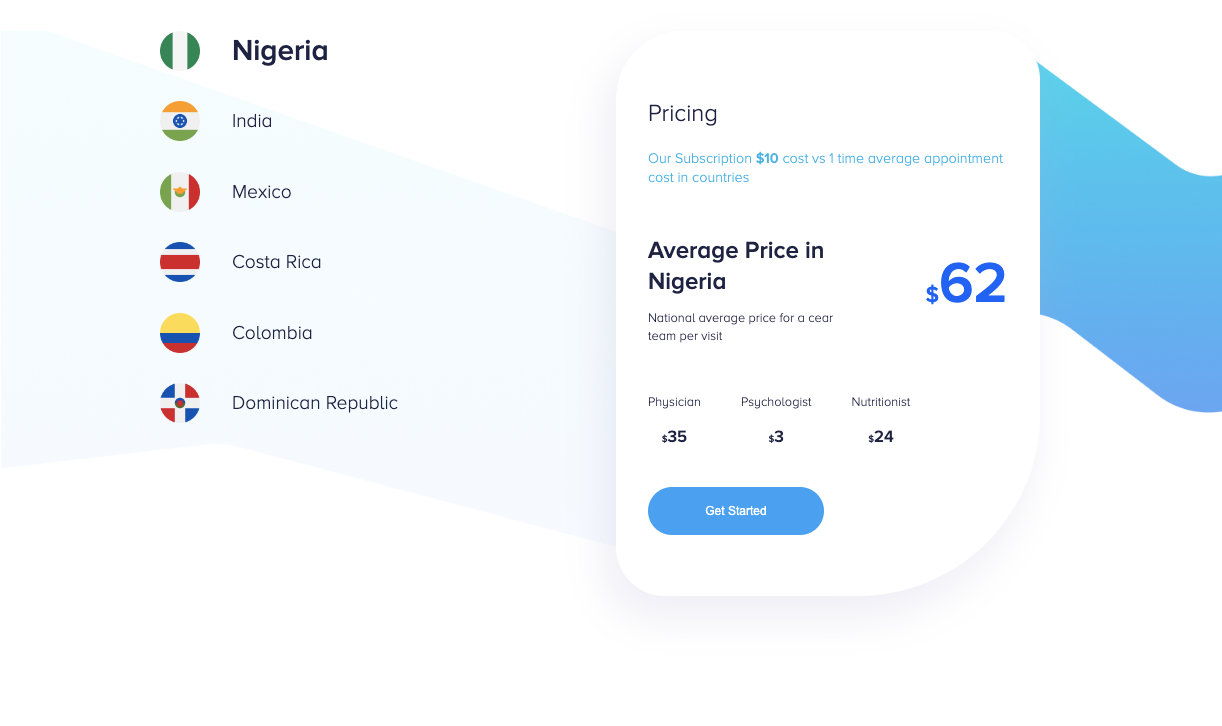 Nigeria
India
Mexico
Costa Rica
Colombia
Dominican Republic
Pricing
Our Subscription $10 cost vs 1 time average appointment
cost in countries
Average Price in
Nigeria
$62
National average price for a cear
team per visit
Physician Psychologist Nutritionist
$35 $3 $24
Get Started